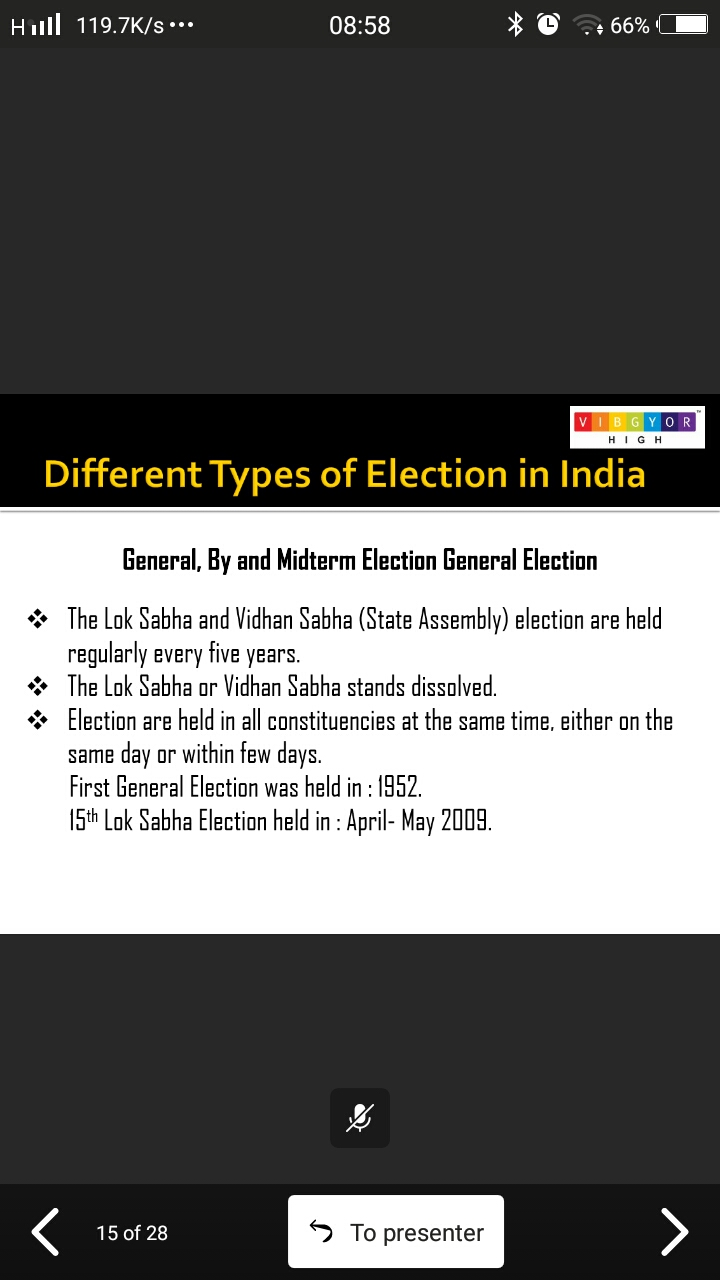 H 119.7K/s ••• 08:58 66%
VIBGYOR™
HIGH
Different Types of Election in India
General, By and Midterm Election General Election
❖ The Lok Sabha and Vidhan Sabha (State Assembly) election are held
regularly every five years.
❖ The Lok Sabha or Vidhan Sabha stands dissolved.
❖ Election are held in all constituencies at the same time, either on the
same day or within few days.
First General Election was held in : 1952.
15th Lok Sabha Election held in : April- May 2009.
15 of 28 To presenter